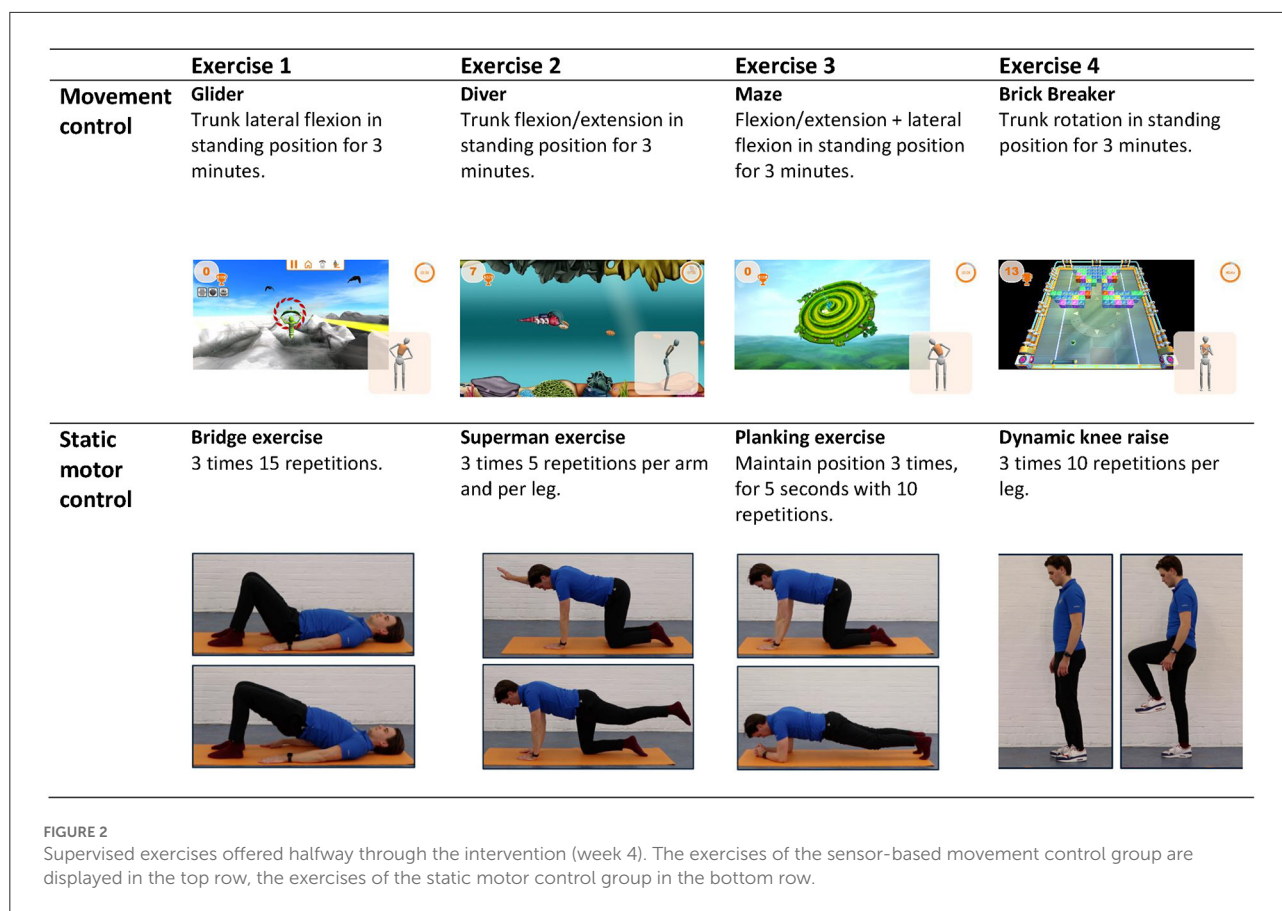 Exercise 1 Exercise 2 Exercise 3 Exercise 4
Movement
control
Glider
Trunk lateral flexion in
standing position for 3
minutes.
Diver
Trunk flexion/extension in
standing position for 3
minutes.
Maze
Flexion/extension + lateral
flexion in standing position
for 3 minutes.
Brick Breaker
Trunk rotation in standing
position for 3 minutes.
0
7
0
13
Static
motor
control
Bridge exercise
3 times 15 repetitions.
Superman exercise
3 times 5 repetitions per arm
and per leg.
Planking exercise
Maintain position 3 times,
for 5 seconds with 10
repetitions.
Dynamic knee raise
3 times 10 repetitions per
leg.
FIGURE 2
Supervised exercises offered halfway through the intervention (week 4). The exercises of the sensor-based movement control group are
displayed in the top row, the exercises of the static motor control group in the bottom row.